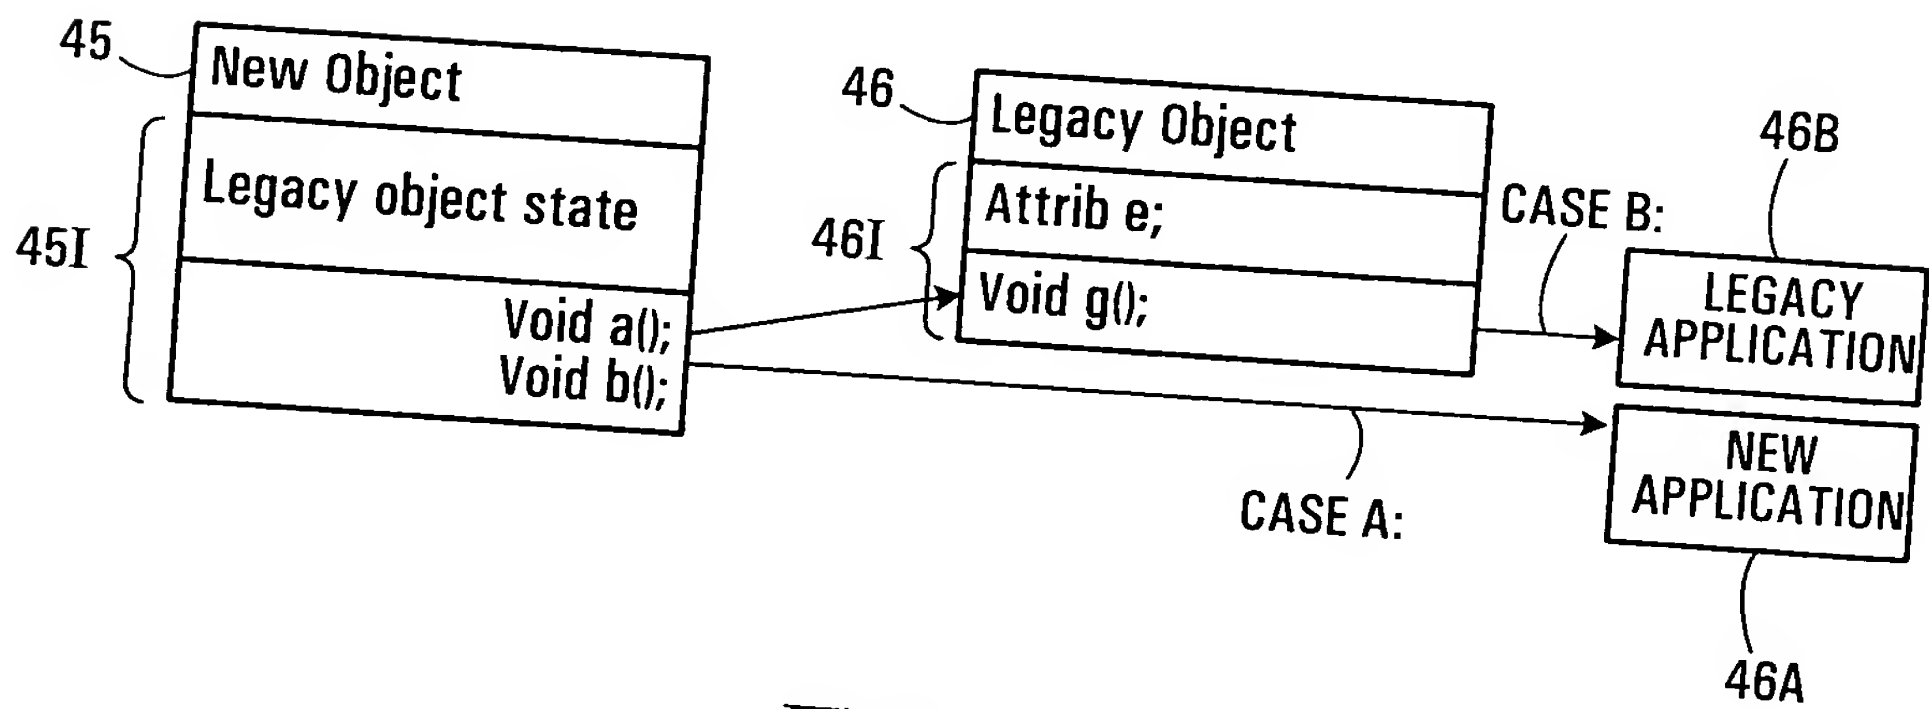 45
New Object
45I
Legacy object state
Void a();
Void b();
46
Legacy Object
46I
Attrib e;
Void g();
CASE B:
46B
LEGACY
APPLICATION
CASE A:
NEW
APPLICATION
46A